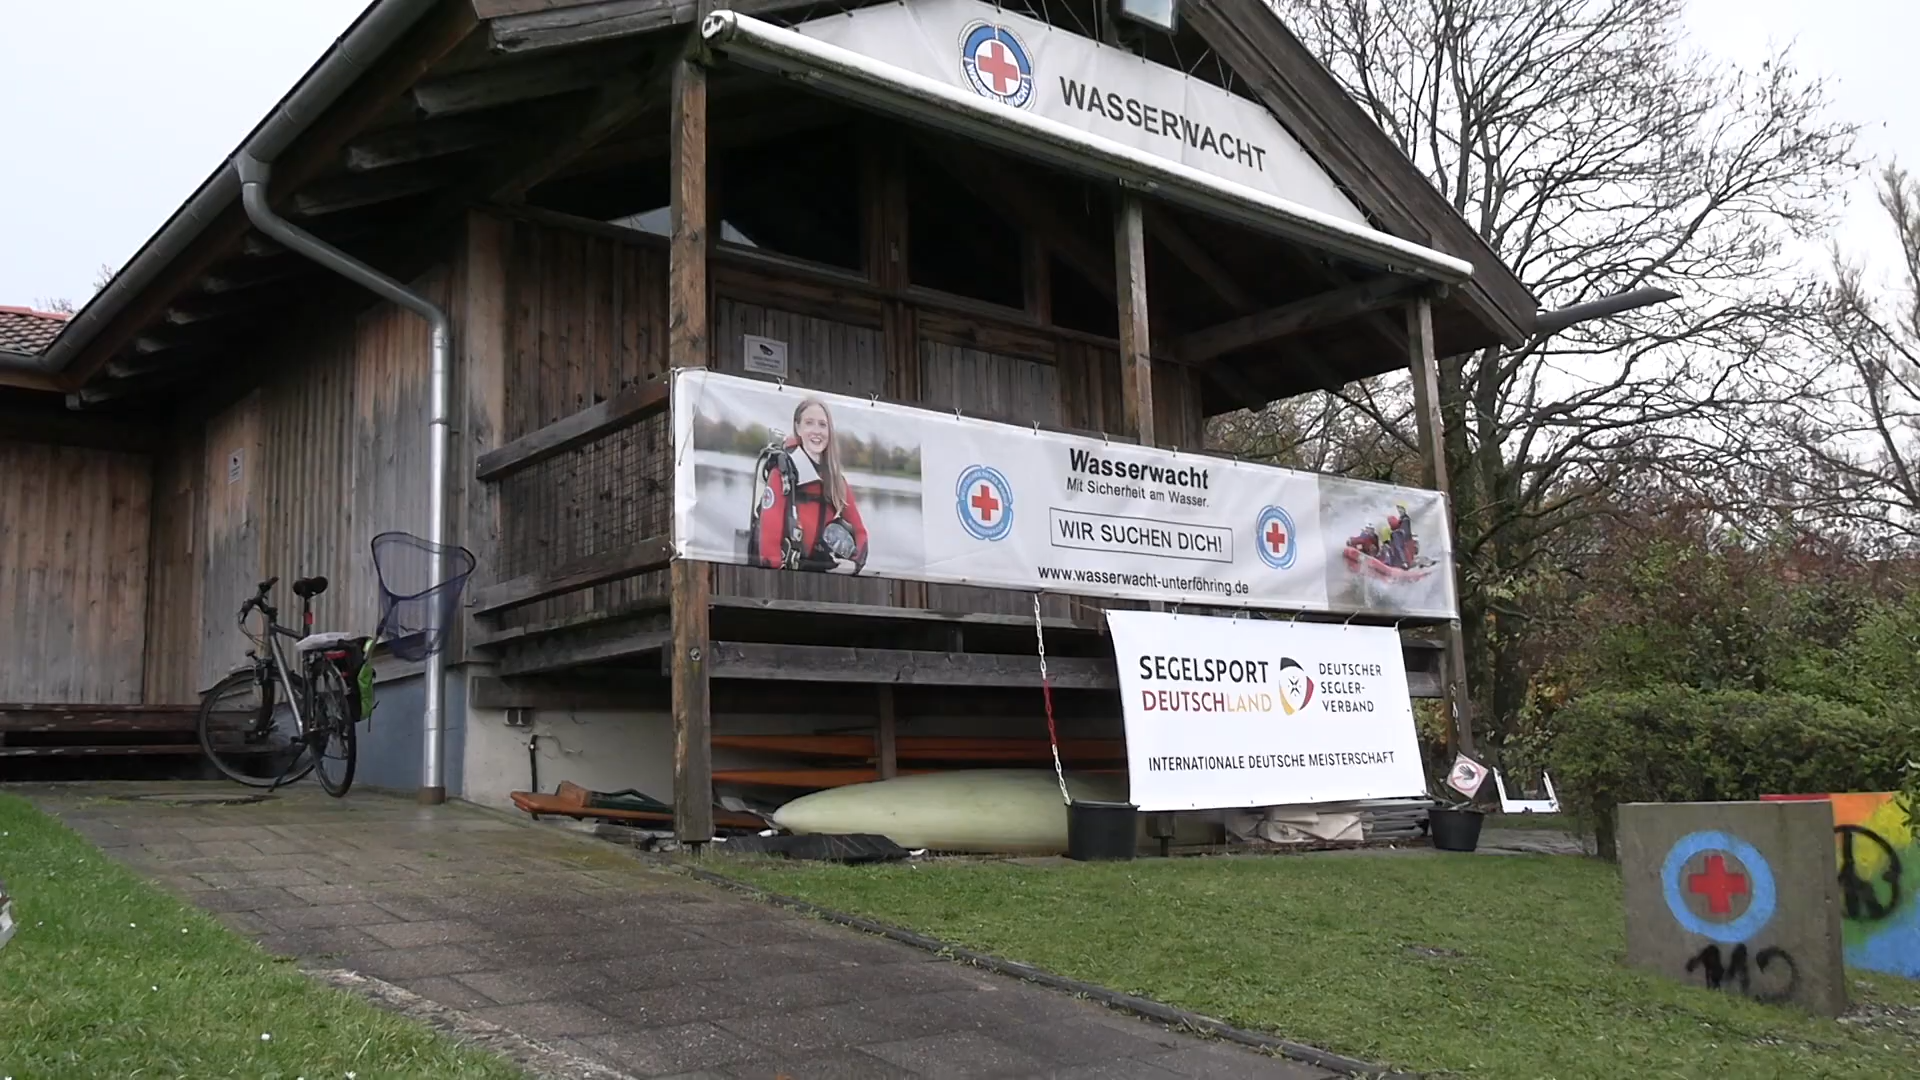 WASSERWACHT
Wasserwacht
Mit Sicherheit am Wasser.
WIR SUCHEN DICH!
www.wasserwacht-unterföhring.de
SEGELSPORT
DEUTSCHLAND
DEUTSCHER
SEGLER-
VERBAND
INTERNATIONALE DEUTSCHE MEISTERSCHAFT